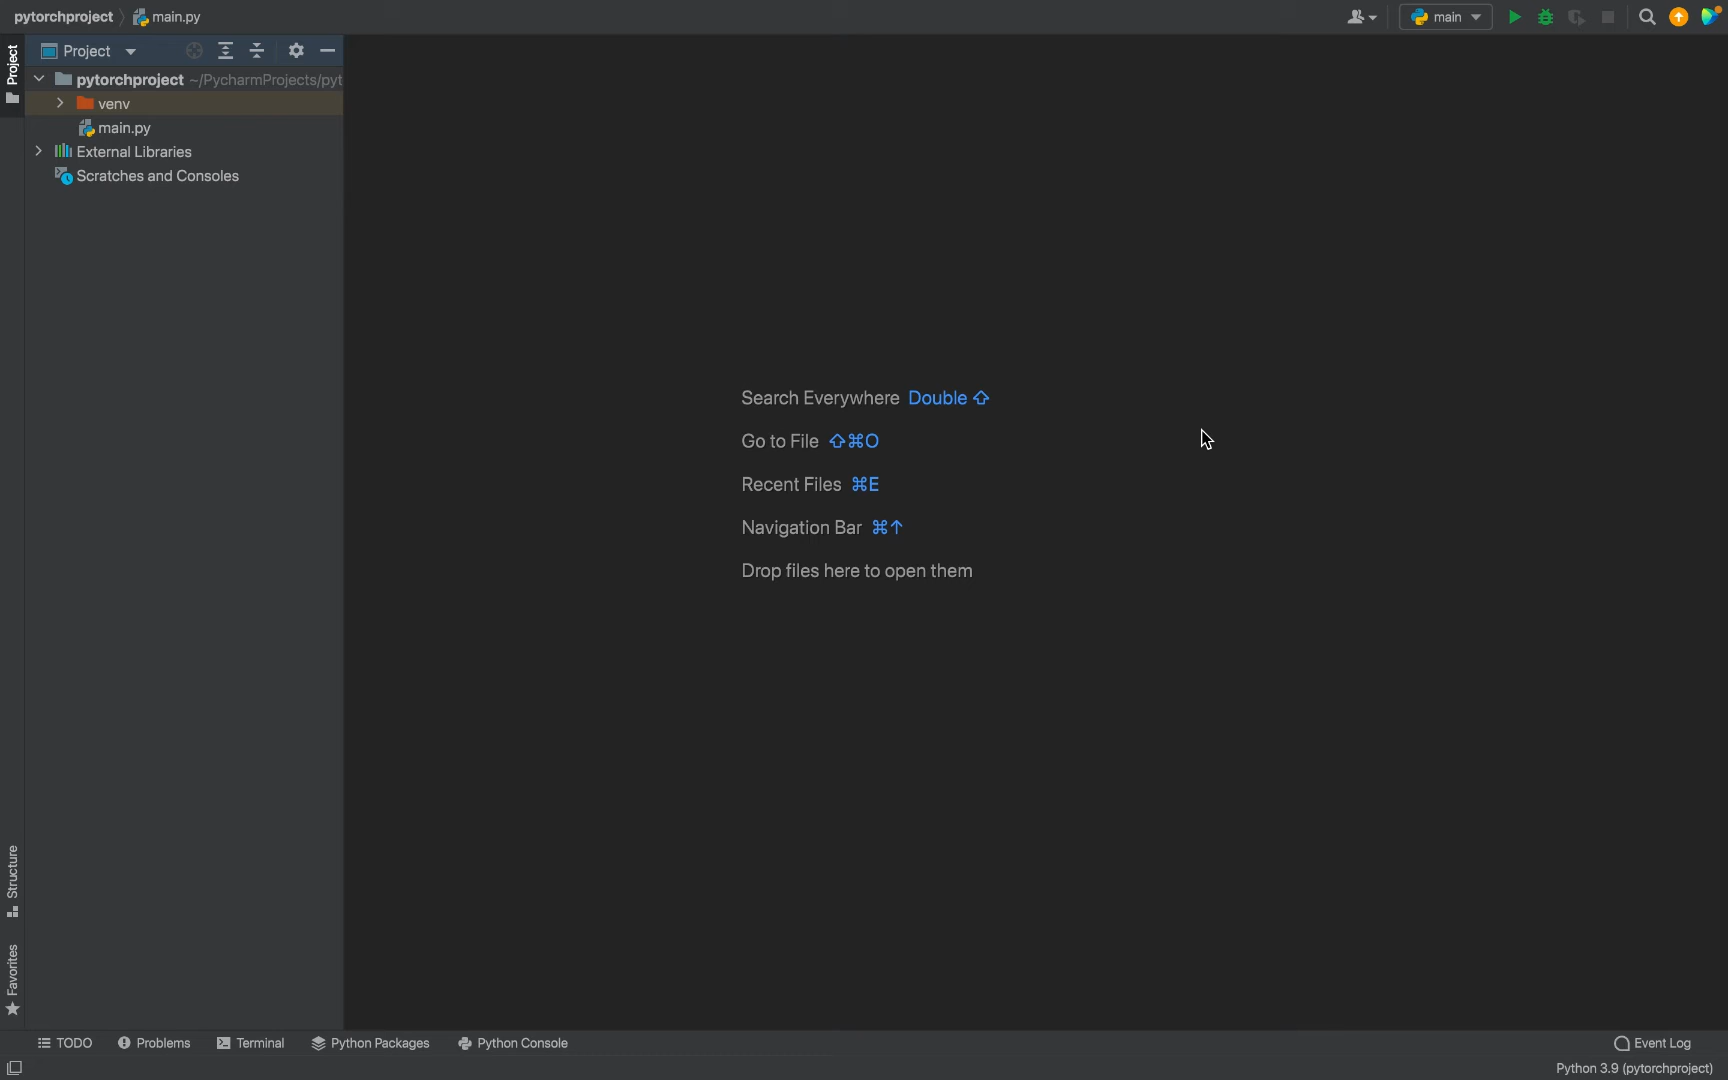 pytorchproject main.py
main
Project
Project
pytorchproject ~/PycharmProjects/pyt
venv
main.py
External Libraries
Scratches and Consoles
Search Everywhere Double ⇧
Go to File ⇧⌘O
Recent Files ⌘E
Navigation Bar ⌘↑
Drop files here to open them
Structure
Favorites
TODO Problems Terminal Python Packages Python Console Event Log
Python 3.9 (pytorchproject)